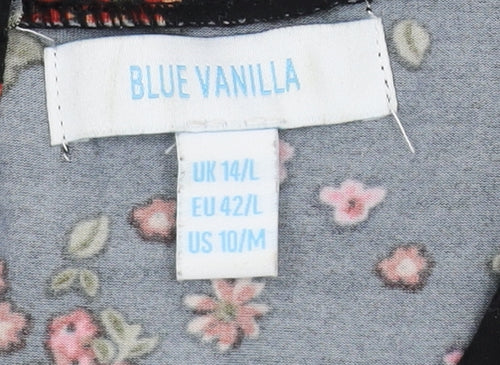 BLUE VANILLA
UK 14/L
EU 42/L
US 10/M